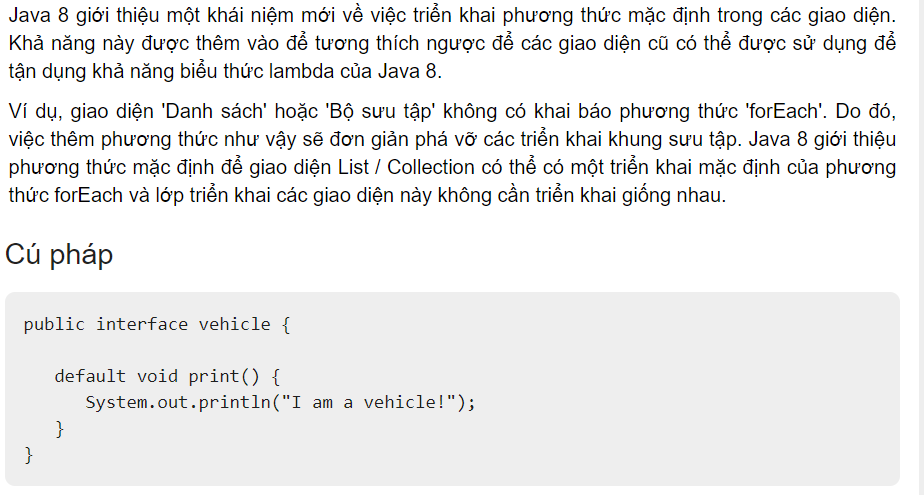 Java 8 giới thiệu một khái niệm mới về việc triển khai phương thức mặc định trong các giao diện.
Khả năng này được thêm vào để tương thích ngược để các giao diện cũ có thể được sử dụng để
tận dụng khả năng biểu thức lambda của Java 8.
Ví dụ, giao diện 'Danh sách' hoặc 'Bộ sưu tập' không có khai báo phương thức 'forEach'. Do đó,
việc thêm phương thức như vậy sẽ đơn giản phá vỡ các triển khai khung sưu tập. Java 8 giới thiệu
phương thức mặc định để giao diện List / Collection có thể có một triển khai mặc định của phương
thức forEach và lớp triển khai các giao diện này không cần triển khai giống nhau.
Cú pháp
public interface vehicle {
default void print() {
System.out.println("I am a vehicle!");
}
}